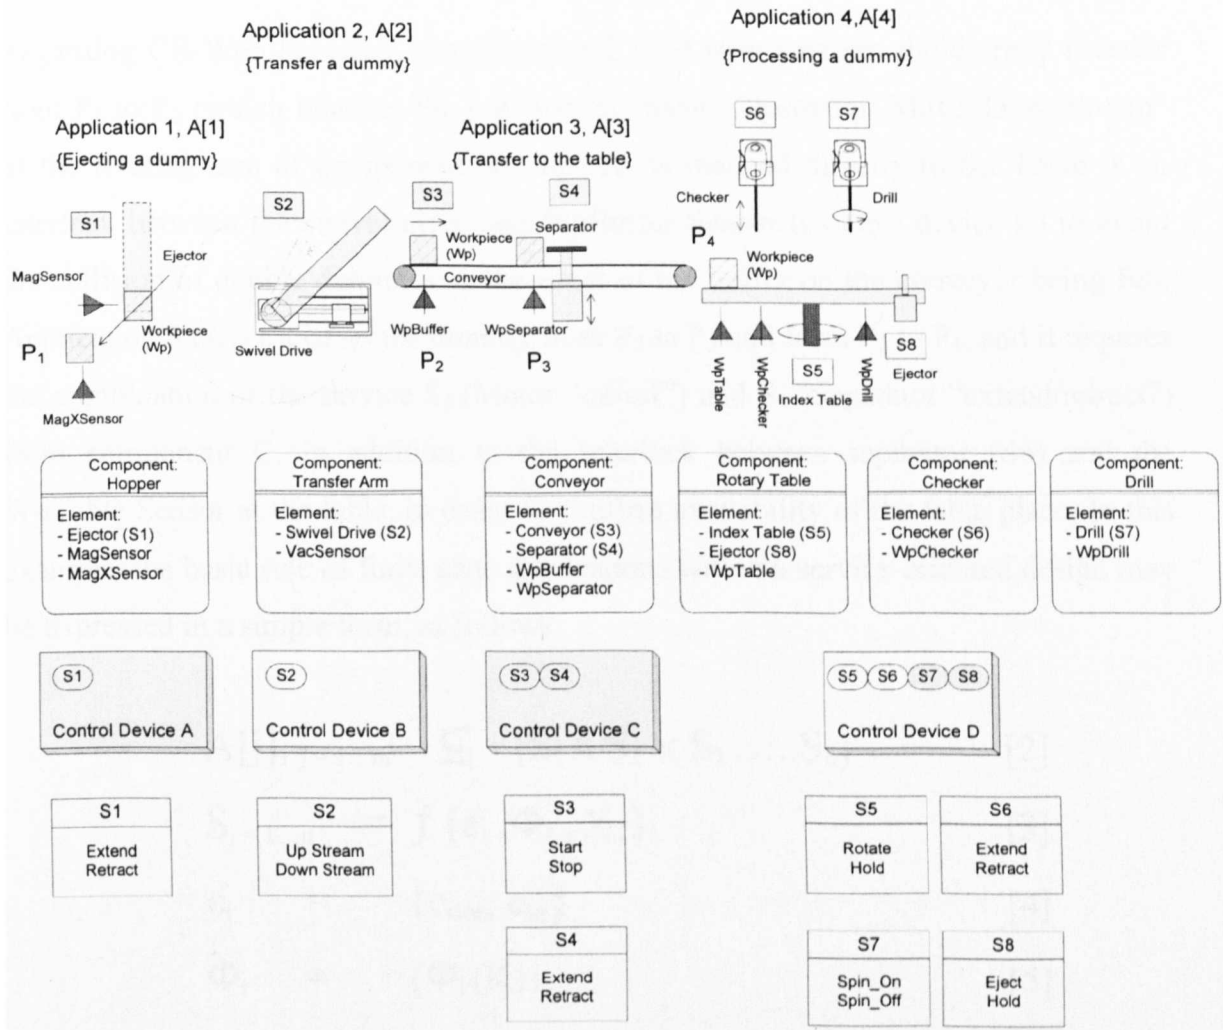 Application 1, A[1]
{Ejecting a dummy}
Application 2, A[2]
{Transfer a dummy}
Application 3, A[3]
{Transfer to the table}
Application 4,A[4]
{Processing a dummy}
S1
Ejector
MagSensor
Workpiece
(Wp)
P1
MagXSensor
S2
Swivel Drive
S3
S4
Separator
Workpiece
(Wp)
Conveyor
WpBuffer
WpSeparator
P2
P3
S6
S7
Checker
Drill
P4
Workpiece
(Wp)
WpTable
WpChecker
S5
Index Table
WpDrill
S8
Ejector
Component:
Hopper
Element:
- Ejector (S1)
- MagSensor
- MagXSensor
Component:
Transfer Arm
Element:
- Swivel Drive (S2)
- VacSensor
Component:
Conveyor
Element:
- Conveyor (S3)
- Separator (S4)
- WpBuffer
- WpSeparator
Component:
Rotary Table
Element:
- Index Table (S5)
- Ejector (S8)
- WpTable
Component:
Checker
Element:
- Checker (S6)
- WpChecker
Component:
Drill
Element:
- Drill (S7)
- WpDrill
S1
Control Device A
S2
Control Device B
S3 S4
Control Device C
S5 S6 S7 S8
Control Device D
S1
Extend
Retract
S2
Up Stream
Down Stream
S3
Start
Stop
S4
Extend
Retract
S5
Rotate
Hold
S6
Extend
Retract
S7
Spin_On
Spin_Off
S8
Eject
Hold